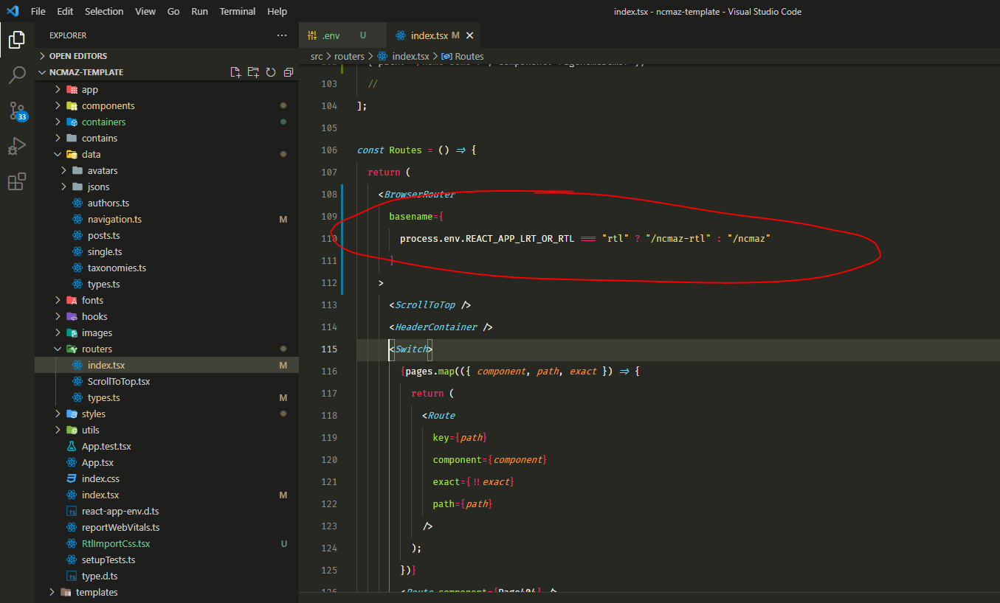 File Edit Selection View Go Run Terminal Help
index.tsx - ncmaz-template - Visual Studio Code
EXPLORER
OPEN EDITORS
NCMAZ-TEMPLATE
app
components
containers
contains
data
avatars
jsons
authors.ts
navigation.ts M
posts.ts
single.ts
taxonomies.ts
types.ts
fonts
hooks
images
routers
index.tsx M
ScrollToTop.tsx
types.ts M
styles
utils
App.test.tsx
App.tsx
index.css
index.tsx M
react-app-env.d.ts
reportWebVitals.ts
RtlImportCss.tsx U
setupTests.ts
type.d.ts
templates
33
.env U
index.tsx M
src > routers > index.tsx > Routes
103 //
104 ];
105
106 const Routes = () => {
107 return (
108 <BrowserRouter
109 basename={
110 process.env.REACT_APP_LRT_OR_RTL === "rtl" ? "/ncmaz-rtl" : "/ncmaz"
111 }
112 >
113 <ScrollToTop />
114 <HeaderContainer />
115 <Switch>
116 {pages.map(({ component, path, exact }) => {
117 return (
118 <Route
119 key={path}
120 component={component}
121 exact={!!exact}
122 path={path}
123 />
124 );
125 })}
126 <Route component={Page404} />